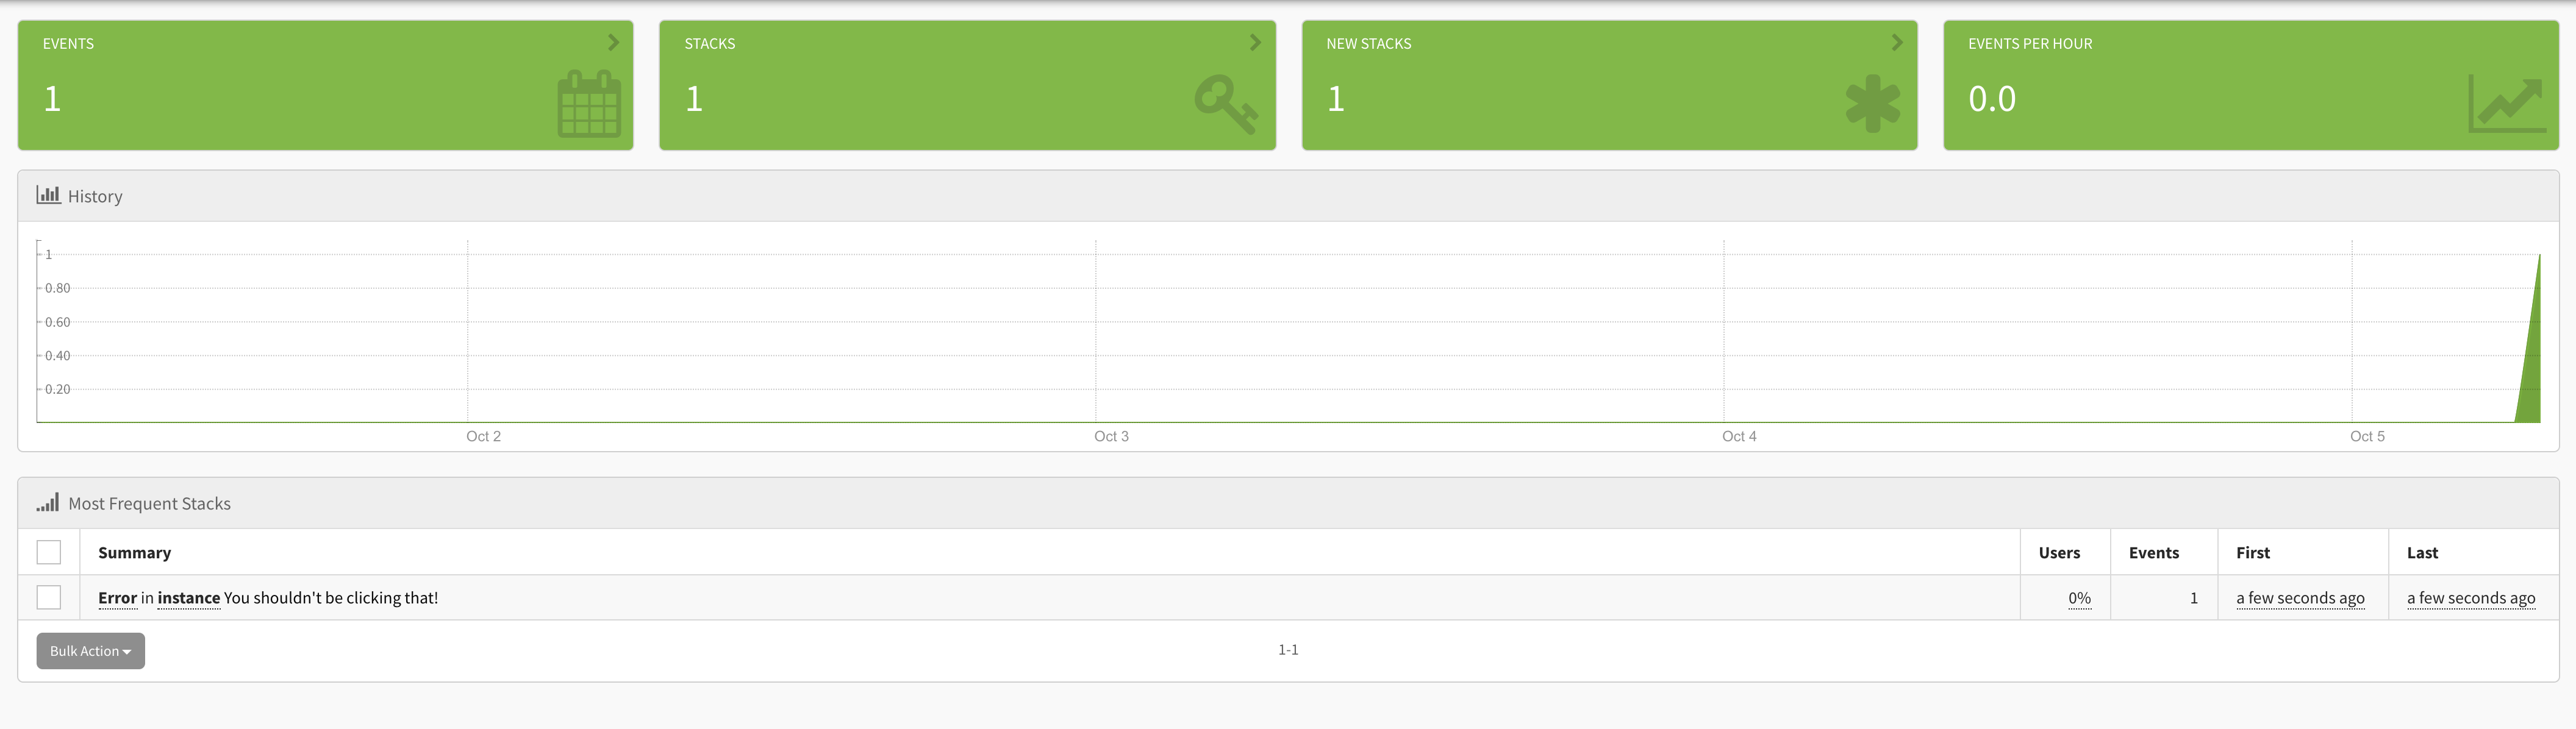 EVENTS
1
STACKS
1
NEW STACKS
1
EVENTS PER HOUR
0.0
History
1
0.80
0.60
0.40
0.20
Oct 2 Oct 3 Oct 4 Oct 5
Most Frequent Stacks
Summary Users Events First Last
Error in instance You shouldn't be clicking that! 0% 1 a few seconds ago a few seconds ago
Bulk Action 1-1